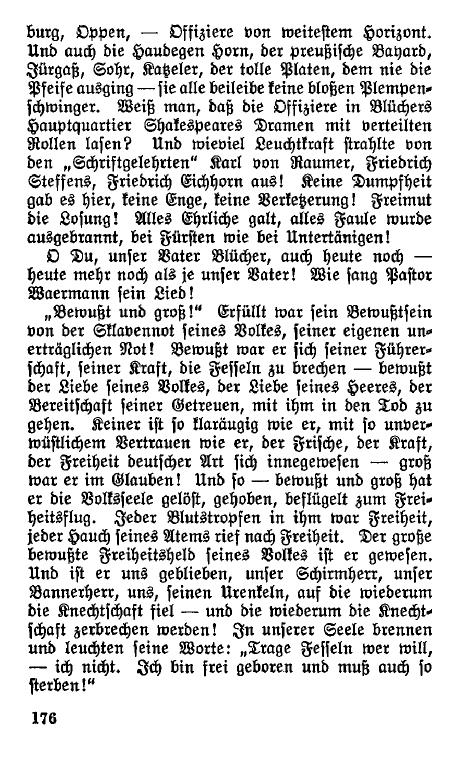 burg, Oppen, — Offiziere von weitestem Horizont.
Und auch die Haudegen Horn, der preußische Bayard,
Jürgaß, Sohr, Katzeler, der tolle Platen, dem nie die
Pfeife ausging — sie alle beileibe keine bloßen Plempen-
schwinger. Weiß man, daß die Offiziere in Blüchers
Hauptquartier Shakespeares Dramen mit verteilten
Rollen lasen? Und wieviel Leuchtkraft strahlte von
den „Schriftgelehrten“ Karl von Raumer, Friedrich
Steffens, Friedrich Eichhorn aus! Keine Dumpfheit
gab es hier, keine Enge, keine Verketzerung! Freimut
die Losung! Alles Ehrliche galt, alles Faule wurde
ausgebrannt, bei Fürsten wie bei Untertänigen!
O Du, unser Vater Blücher, auch heute noch —
heute mehr noch als je unser Vater! Wie sang Pastor
Waermann sein Lied!
„Bewußt und groß!“ Erfüllt war sein Bewußtsein
von der Sklavennot seines Volkes, seiner eigenen un-
erträglichen Not! Bewußt war er sich seiner Führer-
schaft, seiner Kraft, die Fesseln zu brechen — bewußt
der Liebe seines Volkes, der Liebe seines Heeres, der
Bereitschaft seiner Getreuen, mit ihm in den Tod zu
gehen. Keiner ist so klaräugig wie er, mit so unver-
wüstlichem Vertrauen wie er, der Frische, der Kraft,
der Freiheit deutscher Art sich innegewesen — groß
war er im Glauben! Und so — bewußt und groß hat
er die Volksseele gelöst, gehoben, beflügelt zum Frei-
heitsflug. Jeder Blutstropfen in ihm war Freiheit,
jeder Hauch seines Atems rief nach Freiheit. Der große
bewußte Freiheitsheld seines Volkes ist er gewesen.
Und ist er uns geblieben, unser Schirmherr, unser
Bannerherr, uns, seinen Urenkeln, auf die wiederum
die Knechtschaft fiel — und die wiederum die Knecht-
schaft zerbrechen werden! In unserer Seele brennen
und leuchten seine Worte: „Trage Fesseln wer will,
— ich nicht. Ich bin frei geboren und muß auch so
sterben!“
176